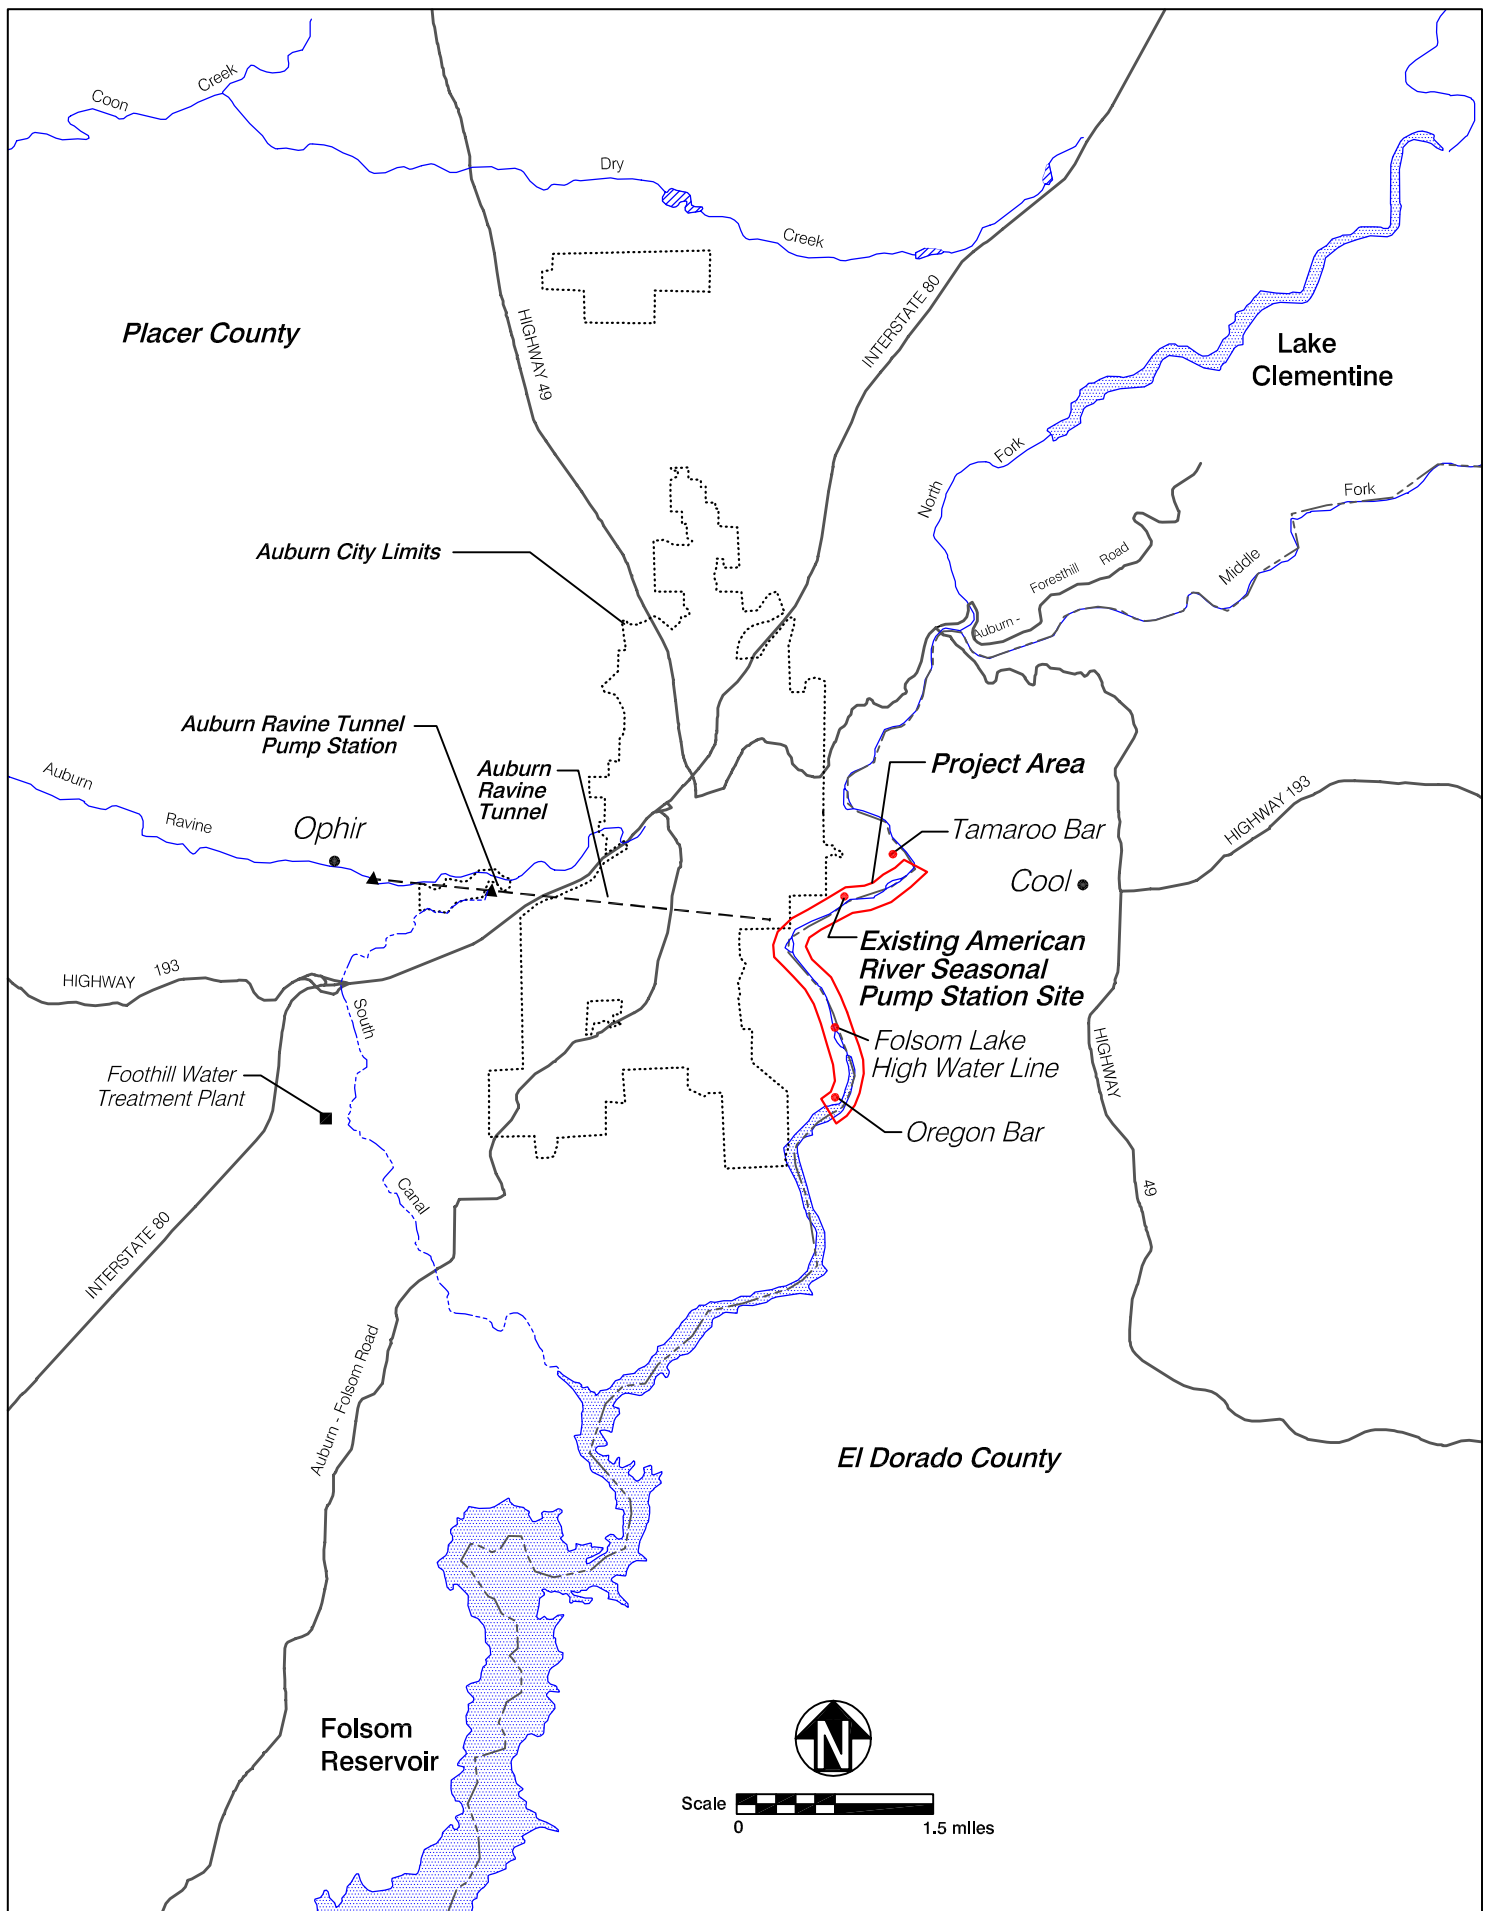 Coon
Creek
Dry
Creek
Placer County
HIGHWAY 49
INTERSTATE 80
Lake
Clementine
Fork
North
Fork
Middle
Auburn City Limits
Auburn - Foresthill Road
Auburn Ravine Tunnel
Pump Station
Auburn
Ravine
Tunnel
Project Area
Auburn
Ravine
Ophir
Tamaroo Bar
HIGHWAY 193
Cool
Existing American
River Seasonal
Pump Station Site
HIGHWAY 193
South
Folsom Lake
High Water Line
HIGHWAY
Foothill Water
Treatment Plant
Oregon Bar
Canal
49
INTERSTATE 80
Auburn - Folsom Road
El Dorado County
Folsom
Reservoir
N
Scale
0
1.5 miles